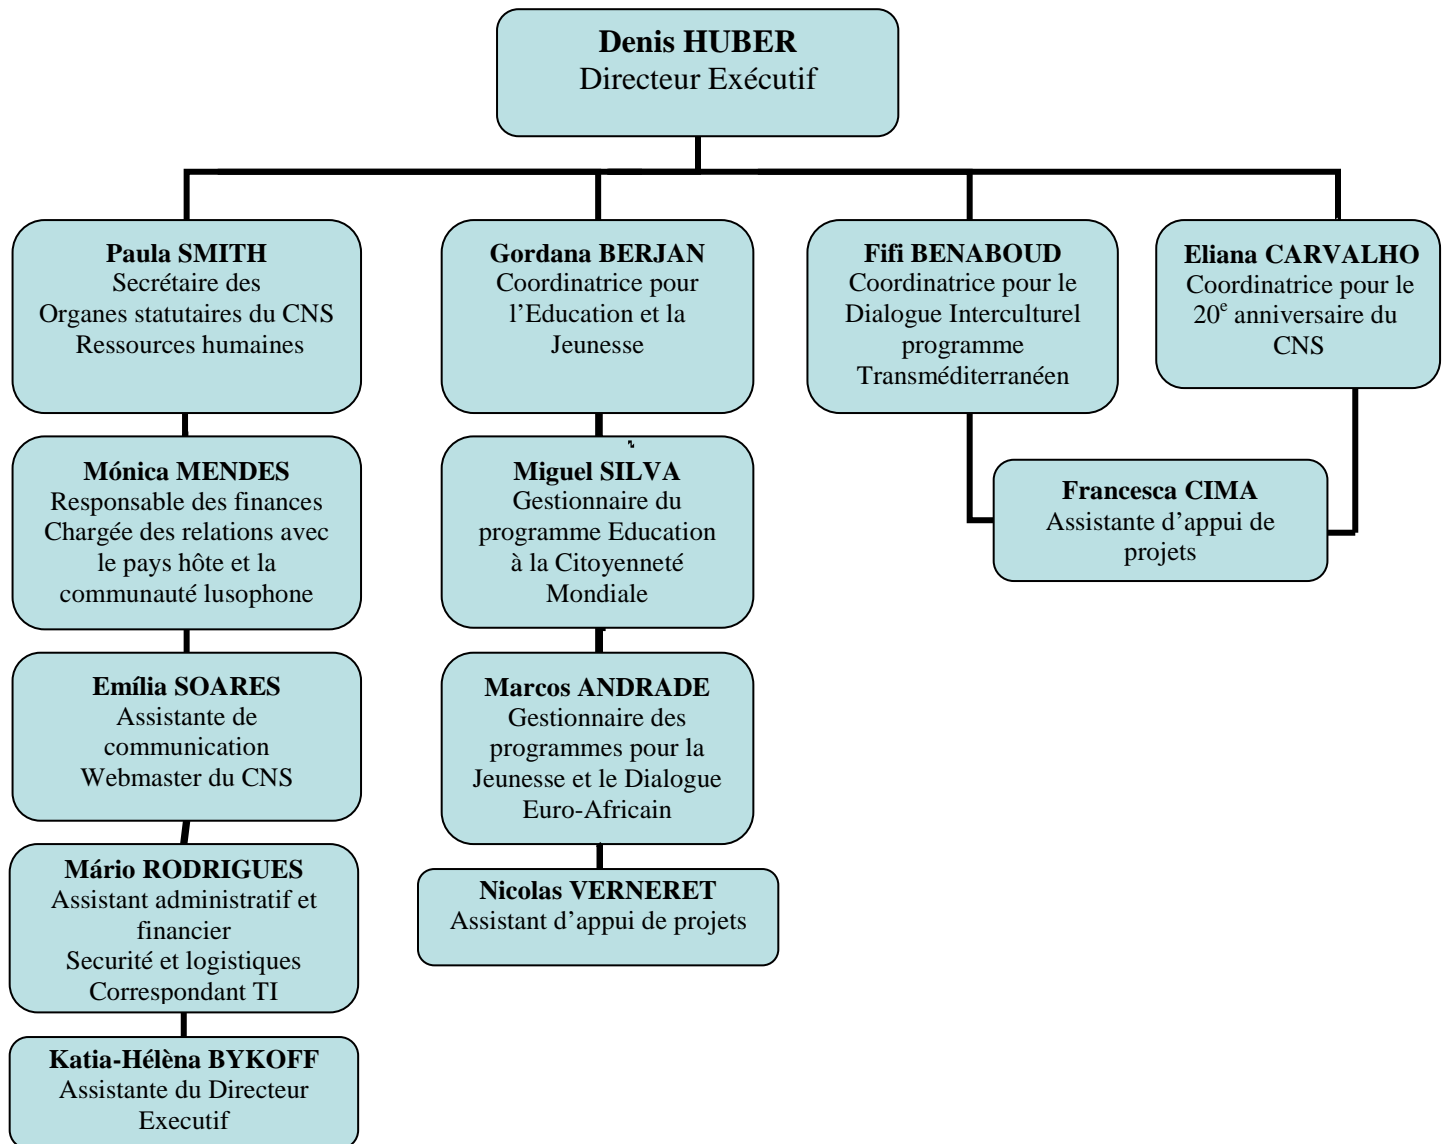 Denis HUBER
Directeur Exécutif
Paula SMITH
Secrétaire des
Organes statutaires du CNS
Ressources humaines
Gordana BERJAN
Coordinatrice pour
l’Education et la
Jeunesse
Fifi BENABOUD
Coordinatrice pour le
Dialogue Interculturel
programme
Transméditerranéen
Eliana CARVALHO
Coordinatrice pour le
20e anniversaire du
CNS
Mónica MENDES
Responsable des finances
Chargée des relations avec
le pays hôte et la
communauté lusophone
Miguel SILVA
Gestionnaire du
programme Education
à la Citoyenneté
Mondiale
Francesca CIMA
Assistante d’appui de
projets
Emília SOARES
Assistante de
communication
Webmaster du CNS
Marcos ANDRADE
Gestionnaire des
programmes pour la
Jeunesse et le Dialogue
Euro-Africain
Mário RODRIGUES
Assistant administratif et
financier
Securité et logistiques
Correspondant TI
Nicolas VERNERET
Assistant d’appui de projets
Katia-Hélèna BYKOFF
Assistante du Directeur
Executif